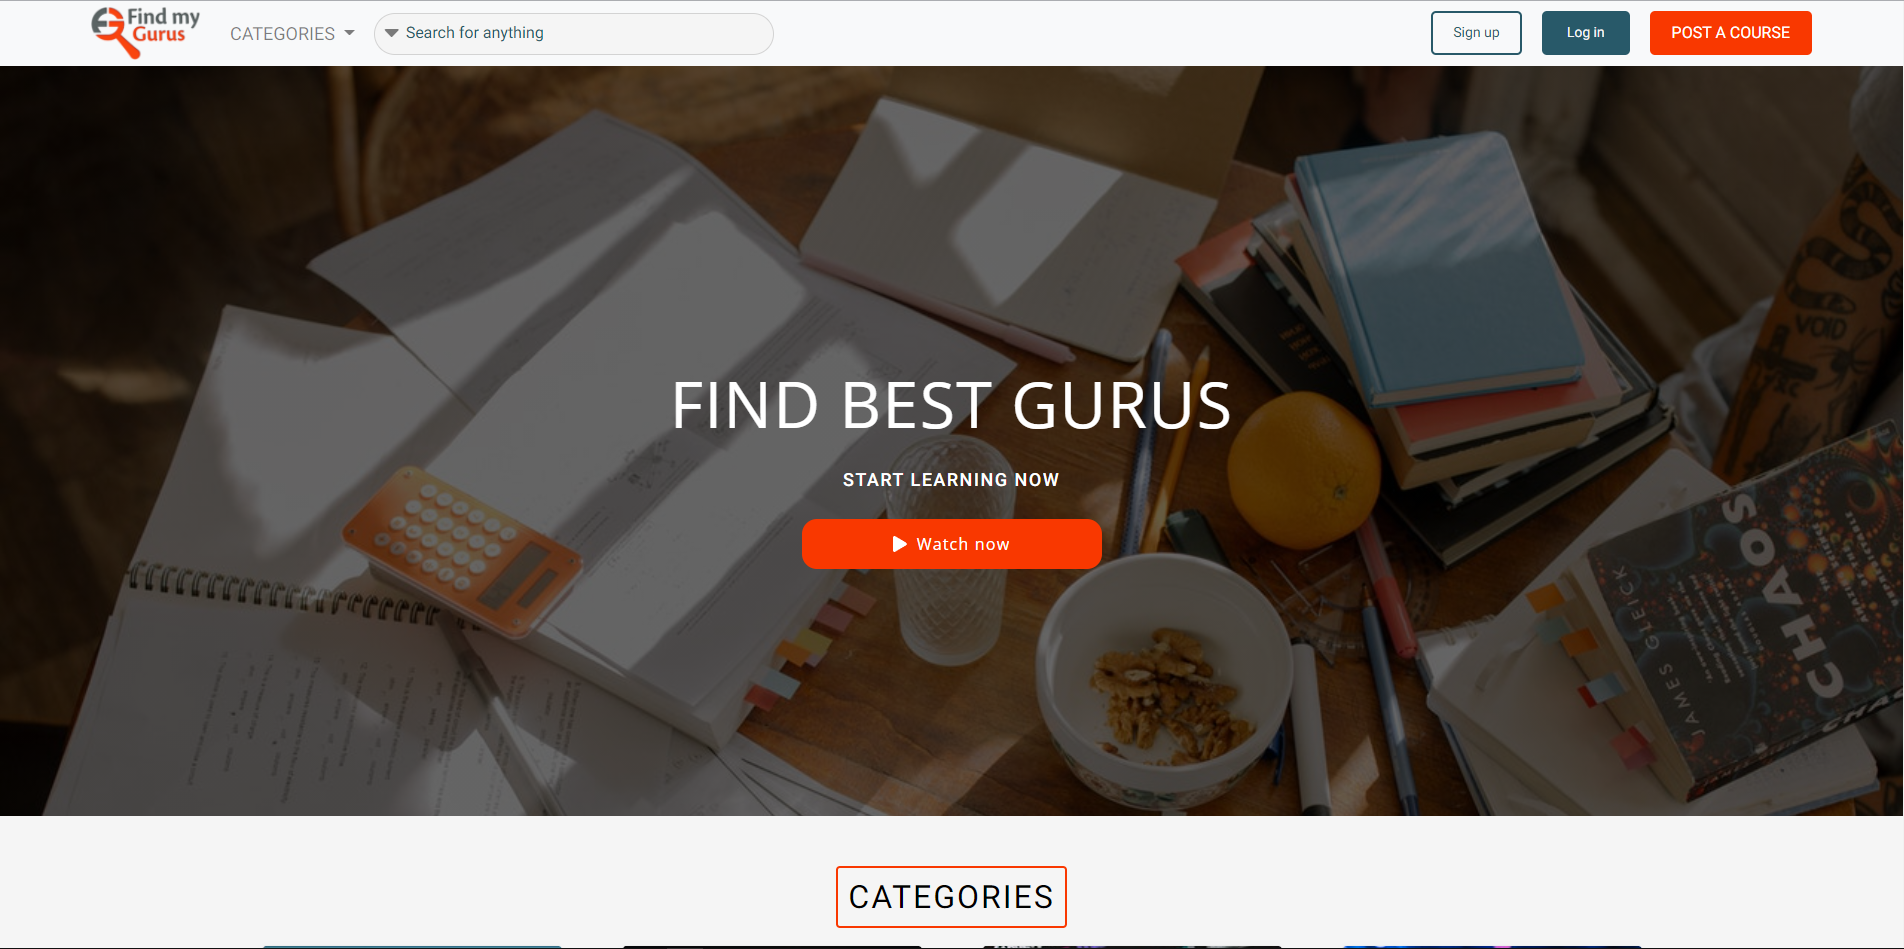 Find my
Gurus
CATEGORIES
Search for anything
Sign up
Log in
POST A COURSE
FIND BEST GURUS
START LEARNING NOW
Watch now
VOID
CHAOS
JAMES GLEICK
CATEGORIES